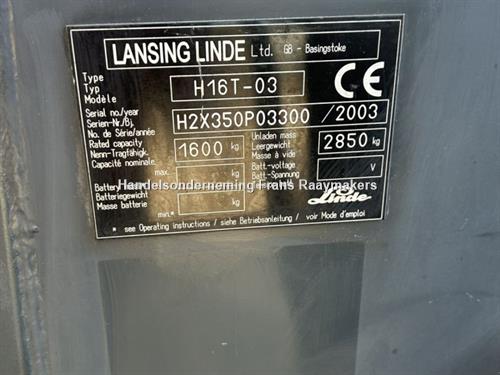 LANSING LINDE Ltd. GB - Basingstoke
Type
Typ
Modèle
H16T-03
CE
Serial no./year
Serien-Nr./Bj.
No. de Série/année
H2X350P03300 / 2003
Rated capacity
Nenn-Tragfähigk.
Capacité nominale
1600 kg
Unladen mass
Leergewicht
Masse à vide
2850 kg
Battery
Batteriegewicht
Masse batterie
max. kg
min.* kg
Batt.-voltage
Batt.-Spannung
V
Handelsonderneming Frans Raaymakers
Linde
* see Operating instructions / siehe Betriebsanleitung / voir Mode d'emploi